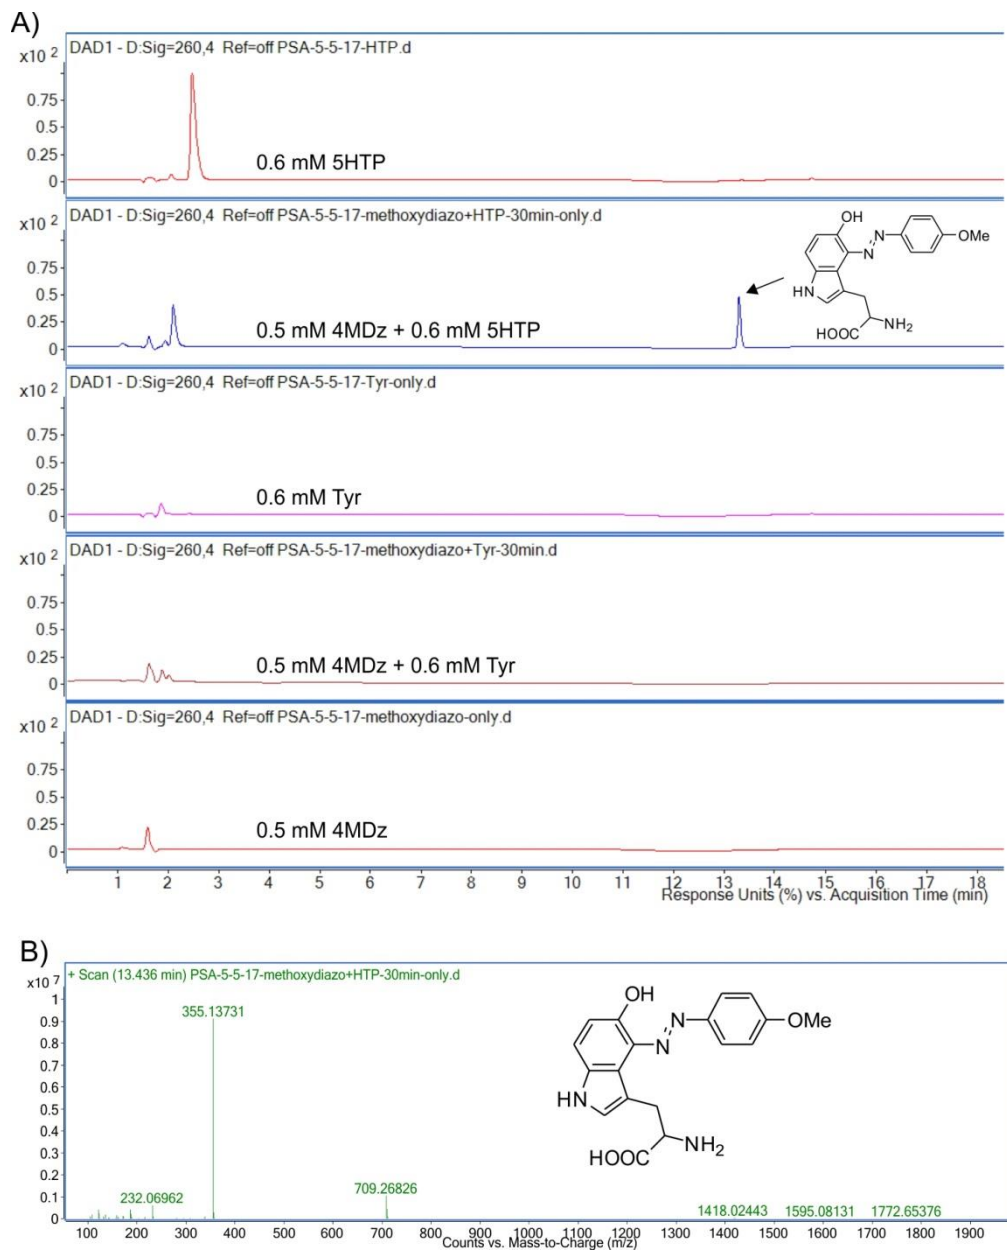 A)
DAD1 - D:Sig=260,4 Ref=off PSA-5-5-17-HTP.d
x10 2
0.75
0.5
0.25
0
0.6 mM 5HTP
DAD1 - D:Sig=260,4 Ref=off PSA-5-5-17-methoxydiazo+HTP-30min-only.d
x10 2
0.75
0.5
0.25
0
0.5 mM 4MDz + 0.6 mM 5HTP
OH
N
N
OMe
HN
HOOC
NH2
DAD1 - D:Sig=260,4 Ref=off PSA-5-5-17-Tyr-only.d
x10 2
0.75
0.5
0.25
0
0.6 mM Tyr
DAD1 - D:Sig=260,4 Ref=off PSA-5-5-17-methoxydiazo+Tyr-30min.d
x10 2
0.75
0.5
0.25
0
0.5 mM 4MDz + 0.6 mM Tyr
DAD1 - D:Sig=260,4 Ref=off PSA-5-5-17-methoxydiazo-only.d
x10 2
0.75
0.5
0.25
0
0.5 mM 4MDz
1 2 3 4 5 6 7 8 9 10 11 12 13 14 15 16 17 18
Response Units (%) vs. Acquisition Time (min)
B)
+ Scan (13.436 min) PSA-5-5-17-methoxydiazo+HTP-30min-only.d
x10 7
1
0.9
0.8
0.7
0.6
0.5
0.4
0.3
0.2
0.1
0
355.13731
232.06962
709.26826
1418.02443
1595.08131
1772.65376
OH
N
N
OMe
HN
HOOC
NH2
100 200 300 400 500 600 700 800 900 1000 1100 1200 1300 1400 1500 1600 1700 1800 1900
Counts vs. Mass-to-Charge (m/z)